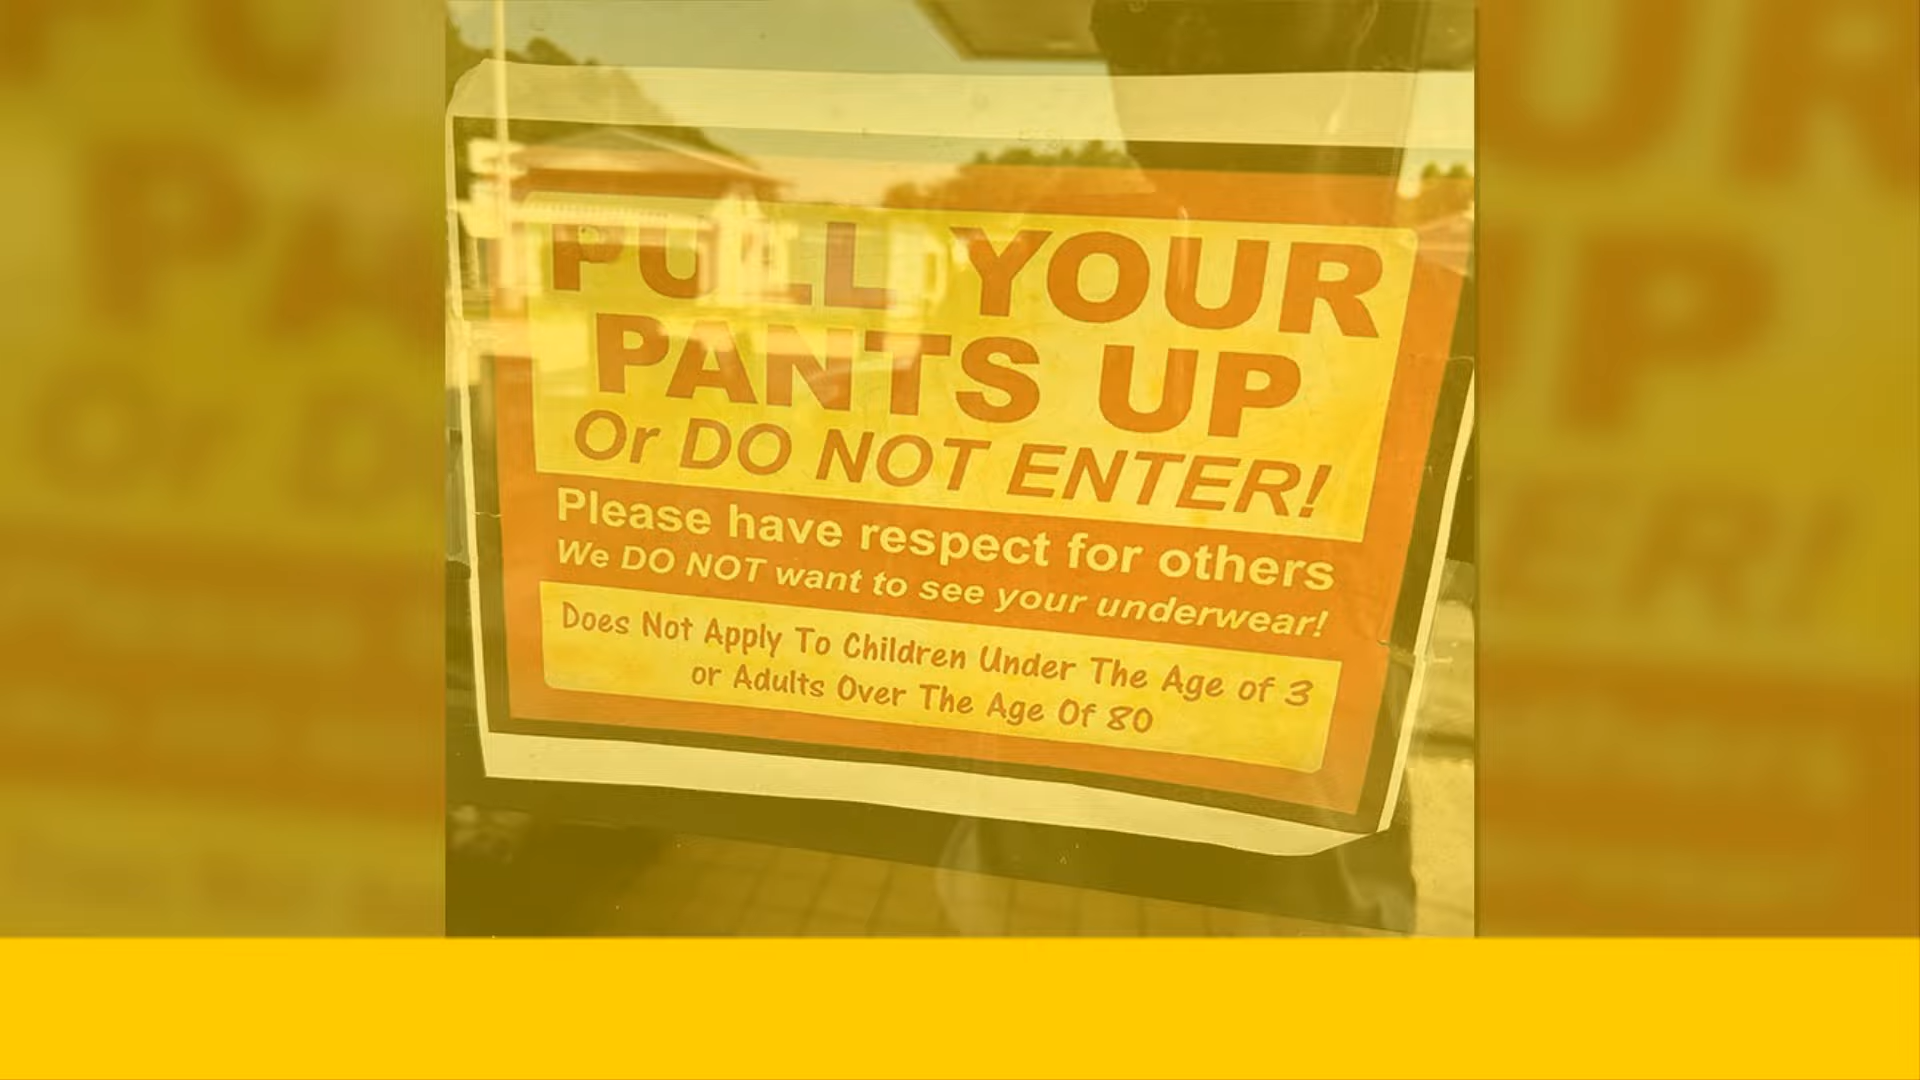 PULL YOUR
PANTS UP
Or DO NOT ENTER!
Please have respect for others
We DO NOT want to see your underwear!
Does Not Apply To Children Under The Age of 3
or Adults Over The Age Of 80